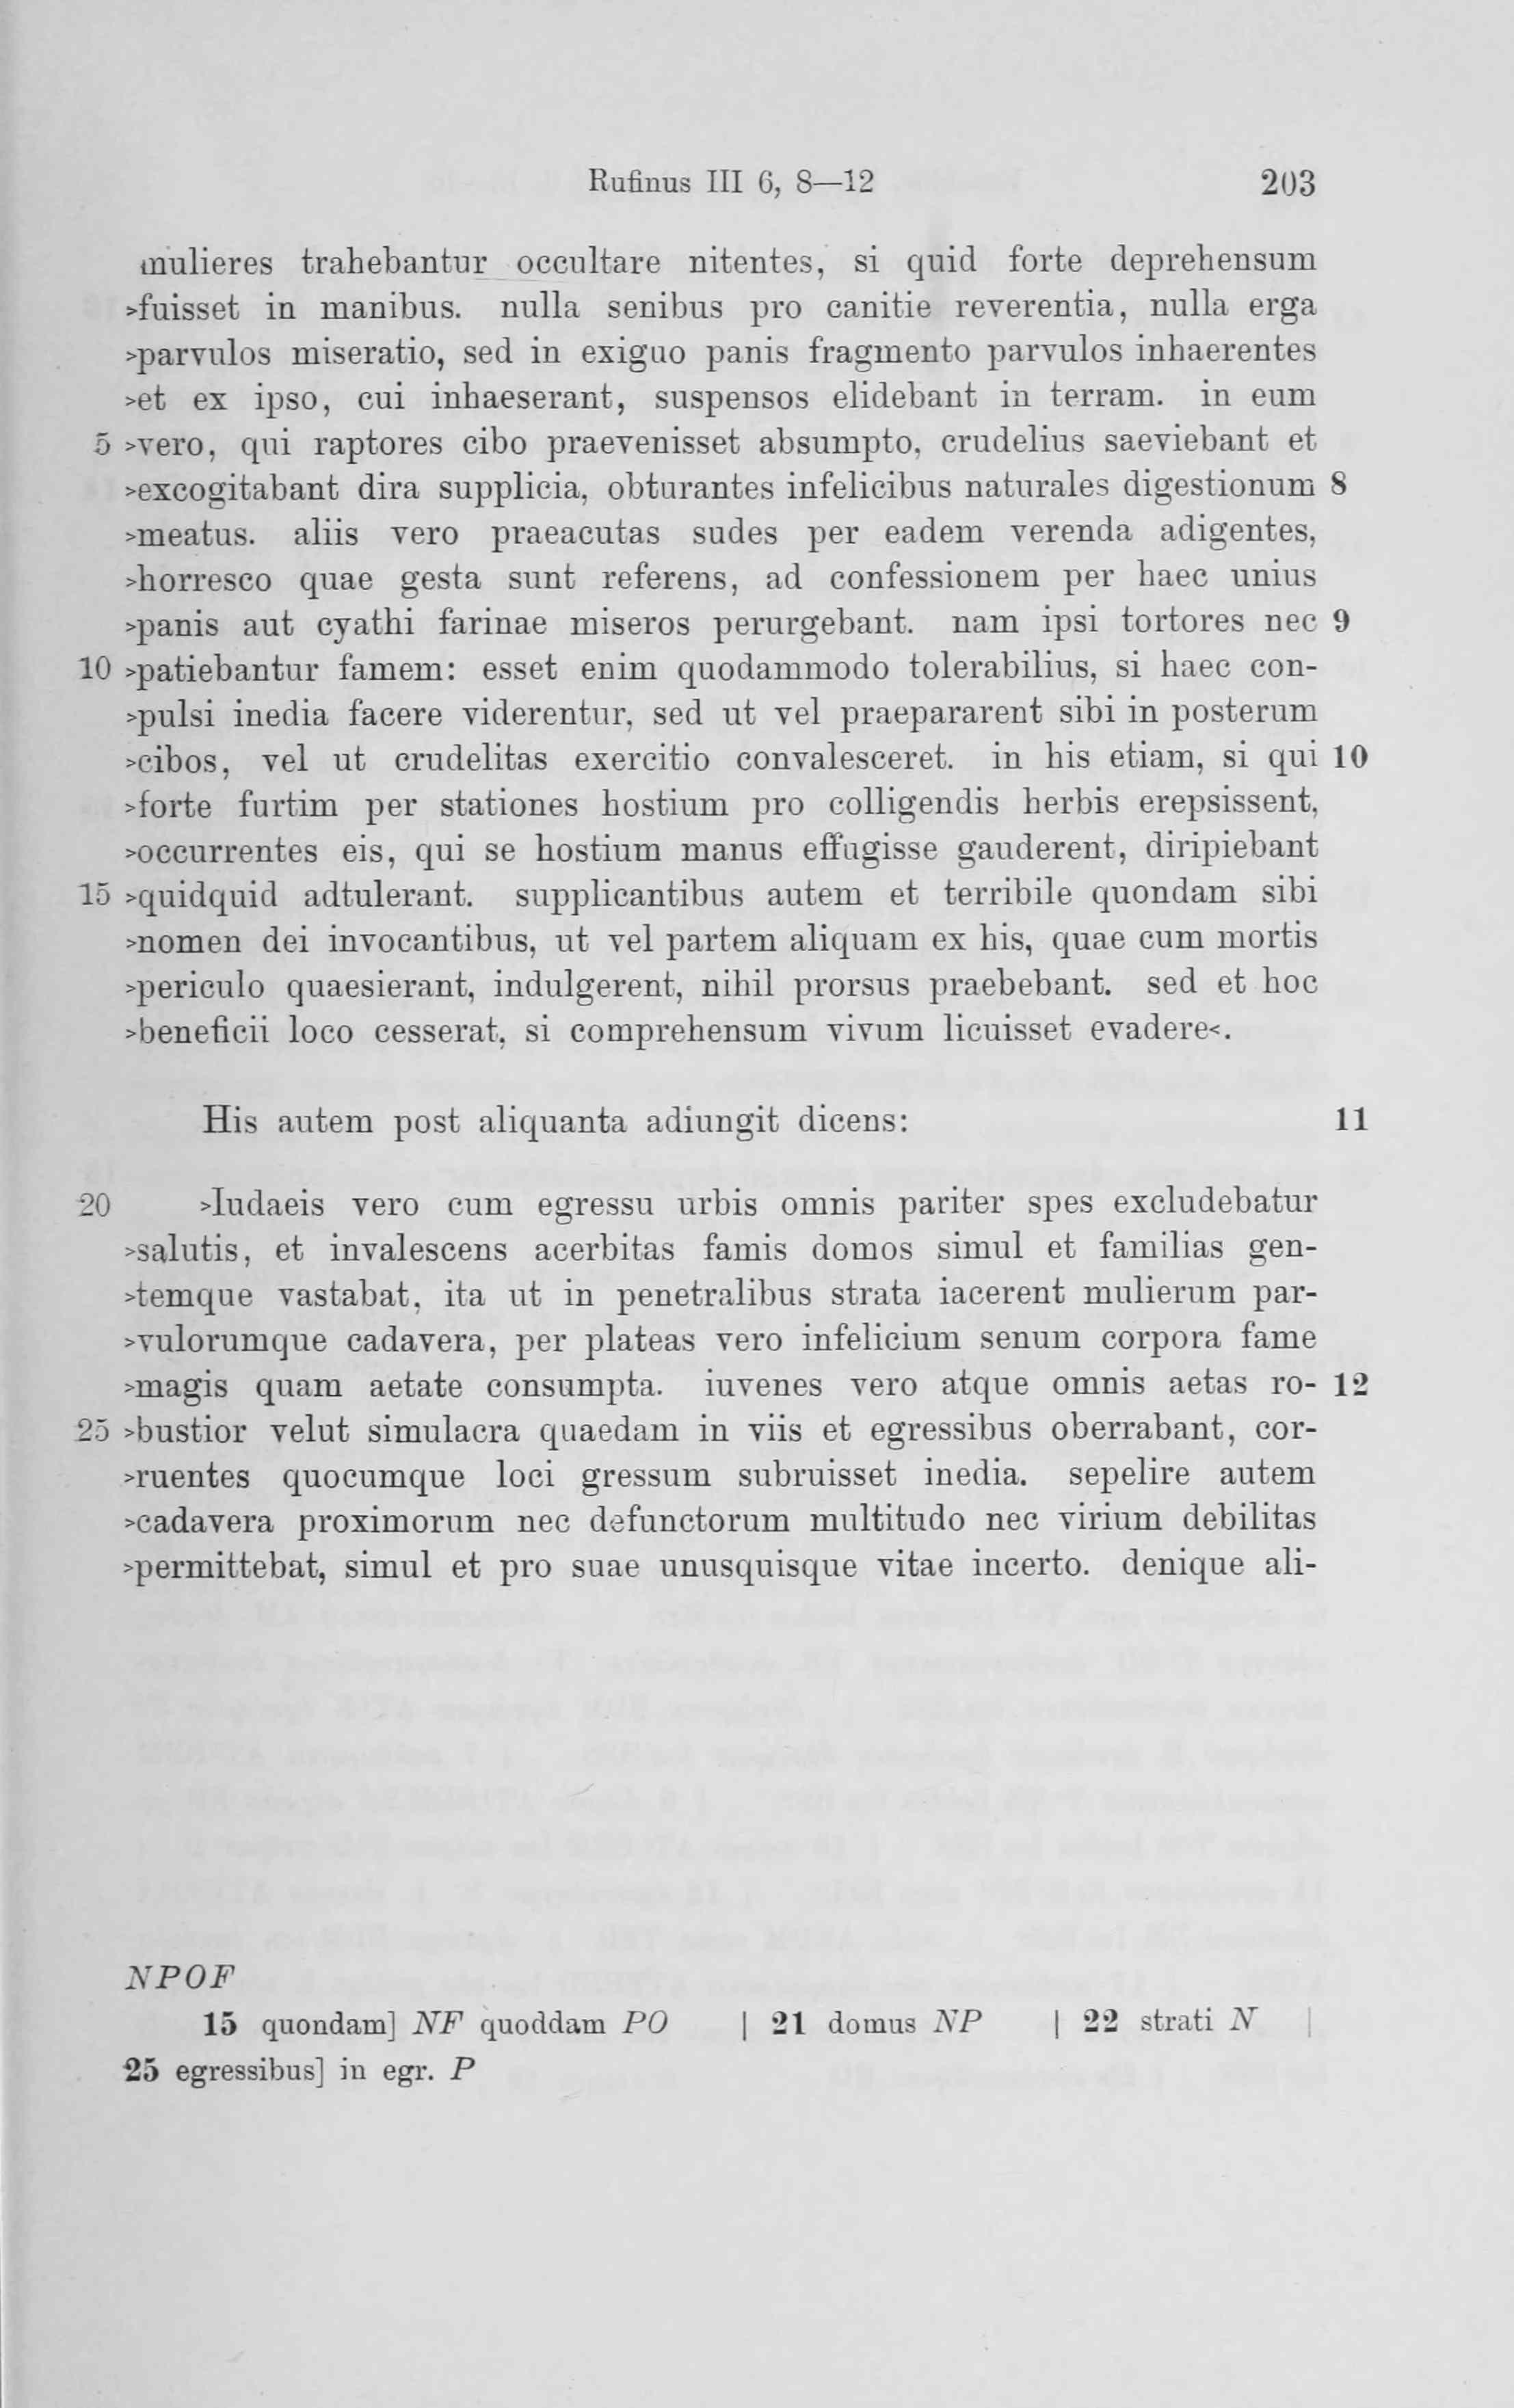 Rufinus III 6, 8—12 203
mulieres trahebantur occultare nitentes, si quid forte deprehensum
>fuisset in manibus. nulla senibus pro canitie reverentia, nulla erga
>parvulos miseratio, sed in exiguo panis fragmento parvulos inhaerentes
>et ex ipso, cui inhaeserant, suspensos elidebant in terram. in eum
5 >vero, qui raptores cibo praevenisset absumpto, crudelius saeviebant et
>excogitabant dira supplicia, obturantes infelicibus naturales digestionum 8
>meatus. aliis vero praeacutas sudes per eadem verenda adigentes,
>horresco quae gesta sunt referens, ad confessionem per haec unius
>panis aut cyathi farinae miseros perurgebant. nam ipsi tortores nec 9
10 >patiebantur famem: esset enim quodammodo tolerabilius, si haec con-
>pulsi inedia facere viderentur, sed ut vel praepararent sibi in posterum
>cibos, vel ut crudelitas exercitio convalesceret. in his etiam, si qui 10
>forte furtim per stationes hostium pro colligendis herbis erepsissent,
>occurrentes eis, qui se hostium manus effugisse gauderent, diripiebant
15 >quidquid adtulerant. supplicantibus autem et terribile quondam sibi
>nomen dei invocantibus, ut vel partem aliquam ex his, quae cum mortis
>periculo quaesierant, indulgerent, nihil prorsus praebebant. sed et hoc
>beneficii loco cesserat, si comprehensum vivum licuisset evadere<.
His autem post aliquanta adiungit dicens: 11
20 >Iudaeis vero cum egressu urbis omnis pariter spes excludebatur
>salutis, et invalescens acerbitas famis domos simul et familias gen-
>temque vastabat, ita ut in penetralibus strata iacerent mulierum par-
>vulorumque cadavera, per plateas vero infelicium senum corpora fame
>magis quam aetate consumpta. iuvenes vero atque omnis aetas ro- 12
25 >bustior velut simulacra quaedam in viis et egressibus oberrabant, cor-
>ruentes quocumque loci gressum subruisset inedia. sepelire autem
>cadavera proximorum nec defunctorum multitudo nec virium debilitas
>permittebat, simul et pro suae unusquisque vitae incerto. denique ali-
NPOF
15 quondam] NF quoddam PO | 21 domus NP | 22 strati N |
25 egressibus] in egr. P